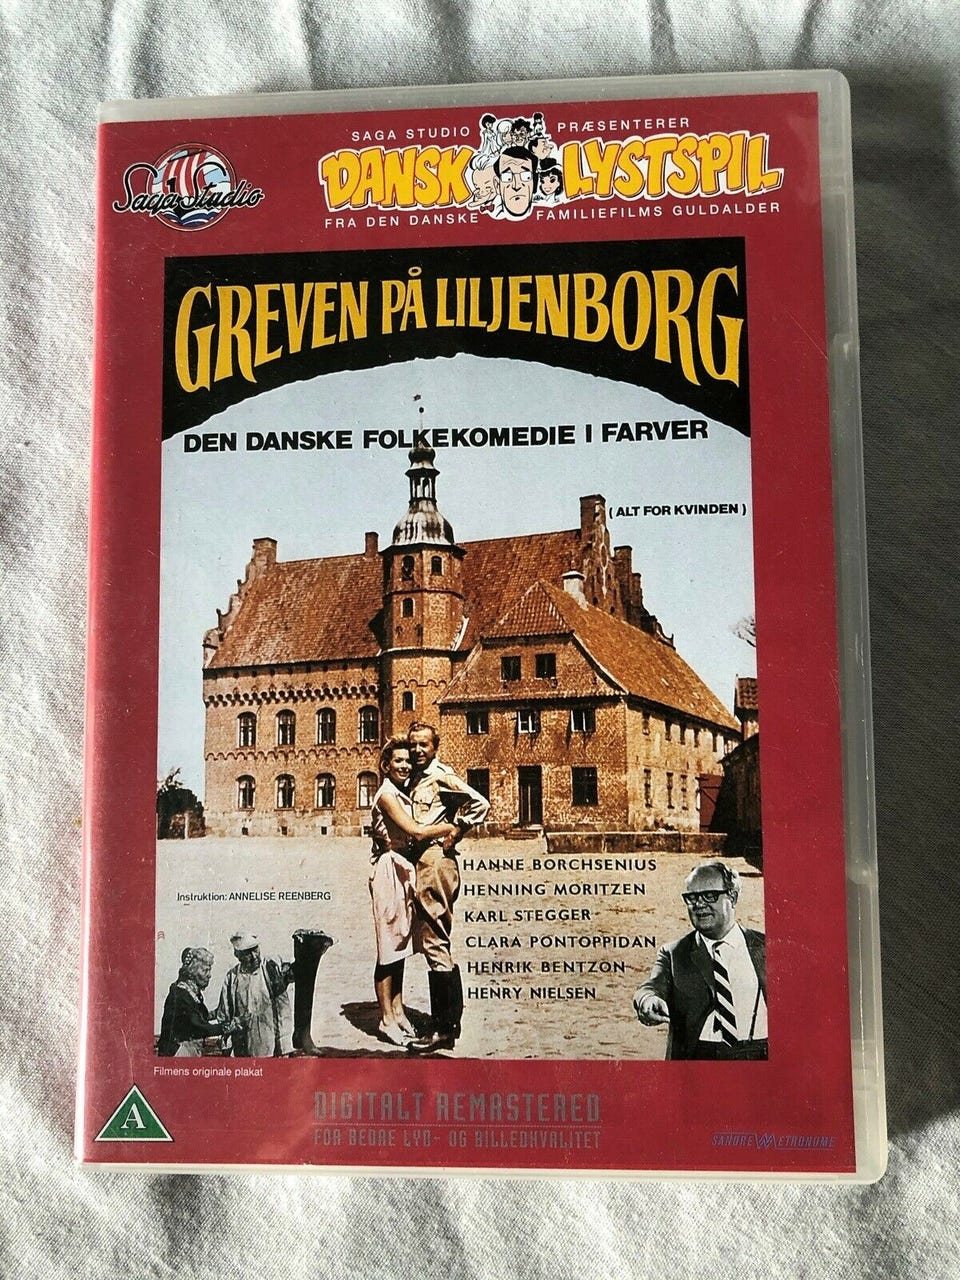 Saga Studio
SAGA STUDIO PRÆSENTERER
DANSK LYSTSPIL
FRA DEN DANSKE FAMILIEFILMS GULDALDER
GREVEN PÅ LILJENBORG
DEN DANSKE FOLKEKOMEDIE I FARVER
( ALT FOR KVINDEN )
HANNE BORCHSENIUS
HENNING MORITZEN
KARL STEGGER
CLARA PONTOPPIDAN
HENRIK BENTZON
HENRY NIELSEN
Instruktion: ANNELISE REENBERG
Filmens originale plakat
A
DIGITALT REMASTERED
FOR BEDRE LYD- OG BILLEDKVALITET
SANDREW METRONOME